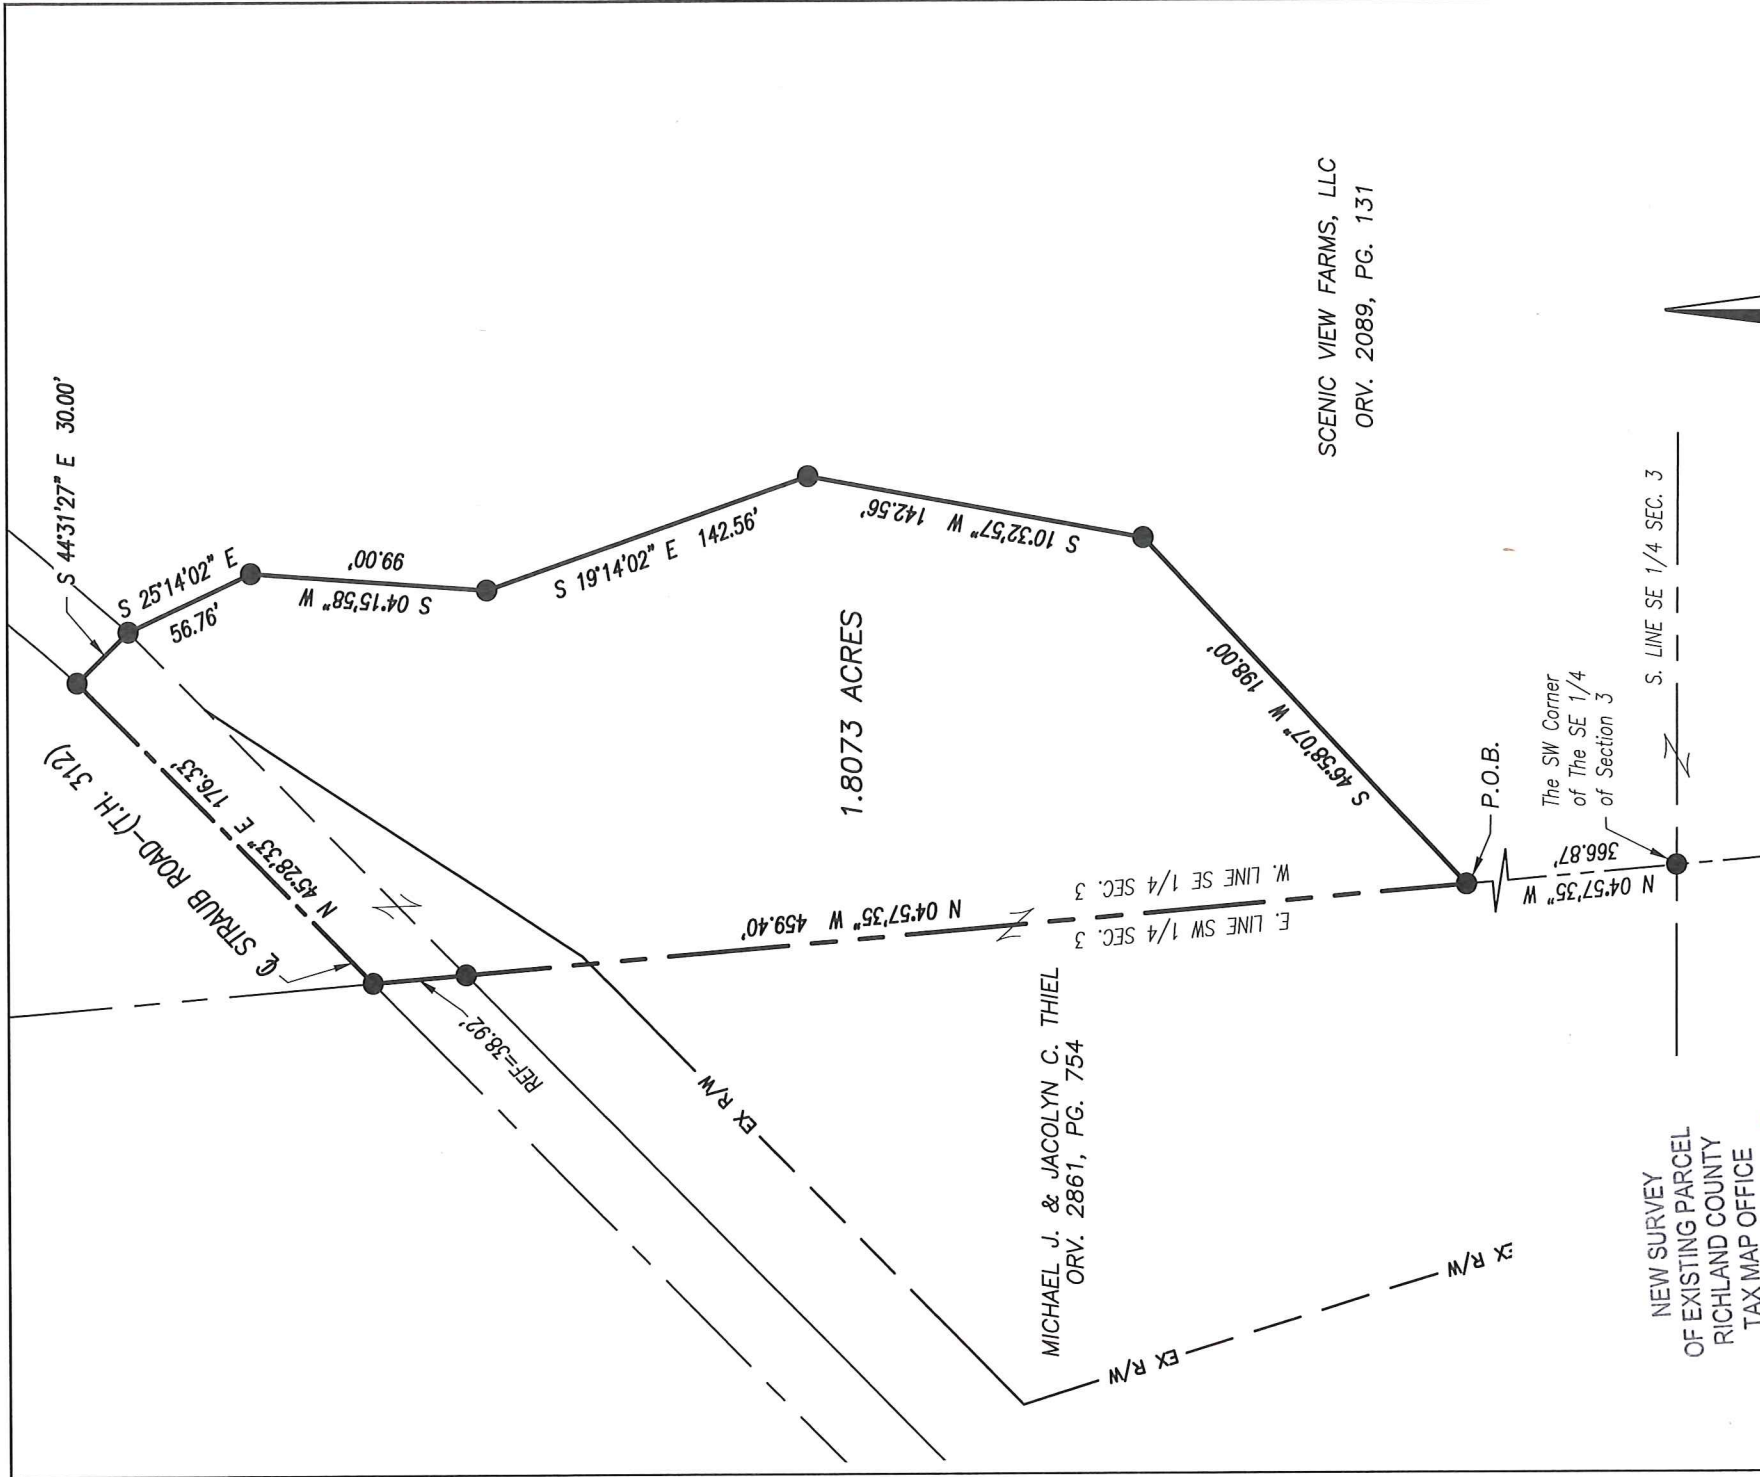 S 44°31'27" E 30.00'
S 25°14'02" E
56.76'
S 04°15'58" W
99.00'
S 19°14'02" E 142.56'
S 10°32'57" W 142.56'
S 46°58'07" W 198.00'
℄ STRAUB ROAD-(T.H. 312)
N 45°28'33" E 176.33'
REF=38.92'
N 04°57'35" W 459.40'
W. LINE SE 1/4 SEC. 3
E. LINE SW 1/4 SEC. 3
1.8073 ACRES
SCENIC VIEW FARMS, LLC
ORV. 2089, PG. 131
MICHAEL J. & JACOLYN C. THIEL
ORV. 2861, PG. 754
EX R/W
EX R/W
EX R/W
P.O.B.
The SW Corner
of The SE 1/4
of Section 3
N 04°57'35" W
366.87'
S. LINE SE 1/4 SEC. 3
NEW SURVEY
OF EXISTING PARCEL
RICHLAND COUNTY
TAX MAP OFFICE